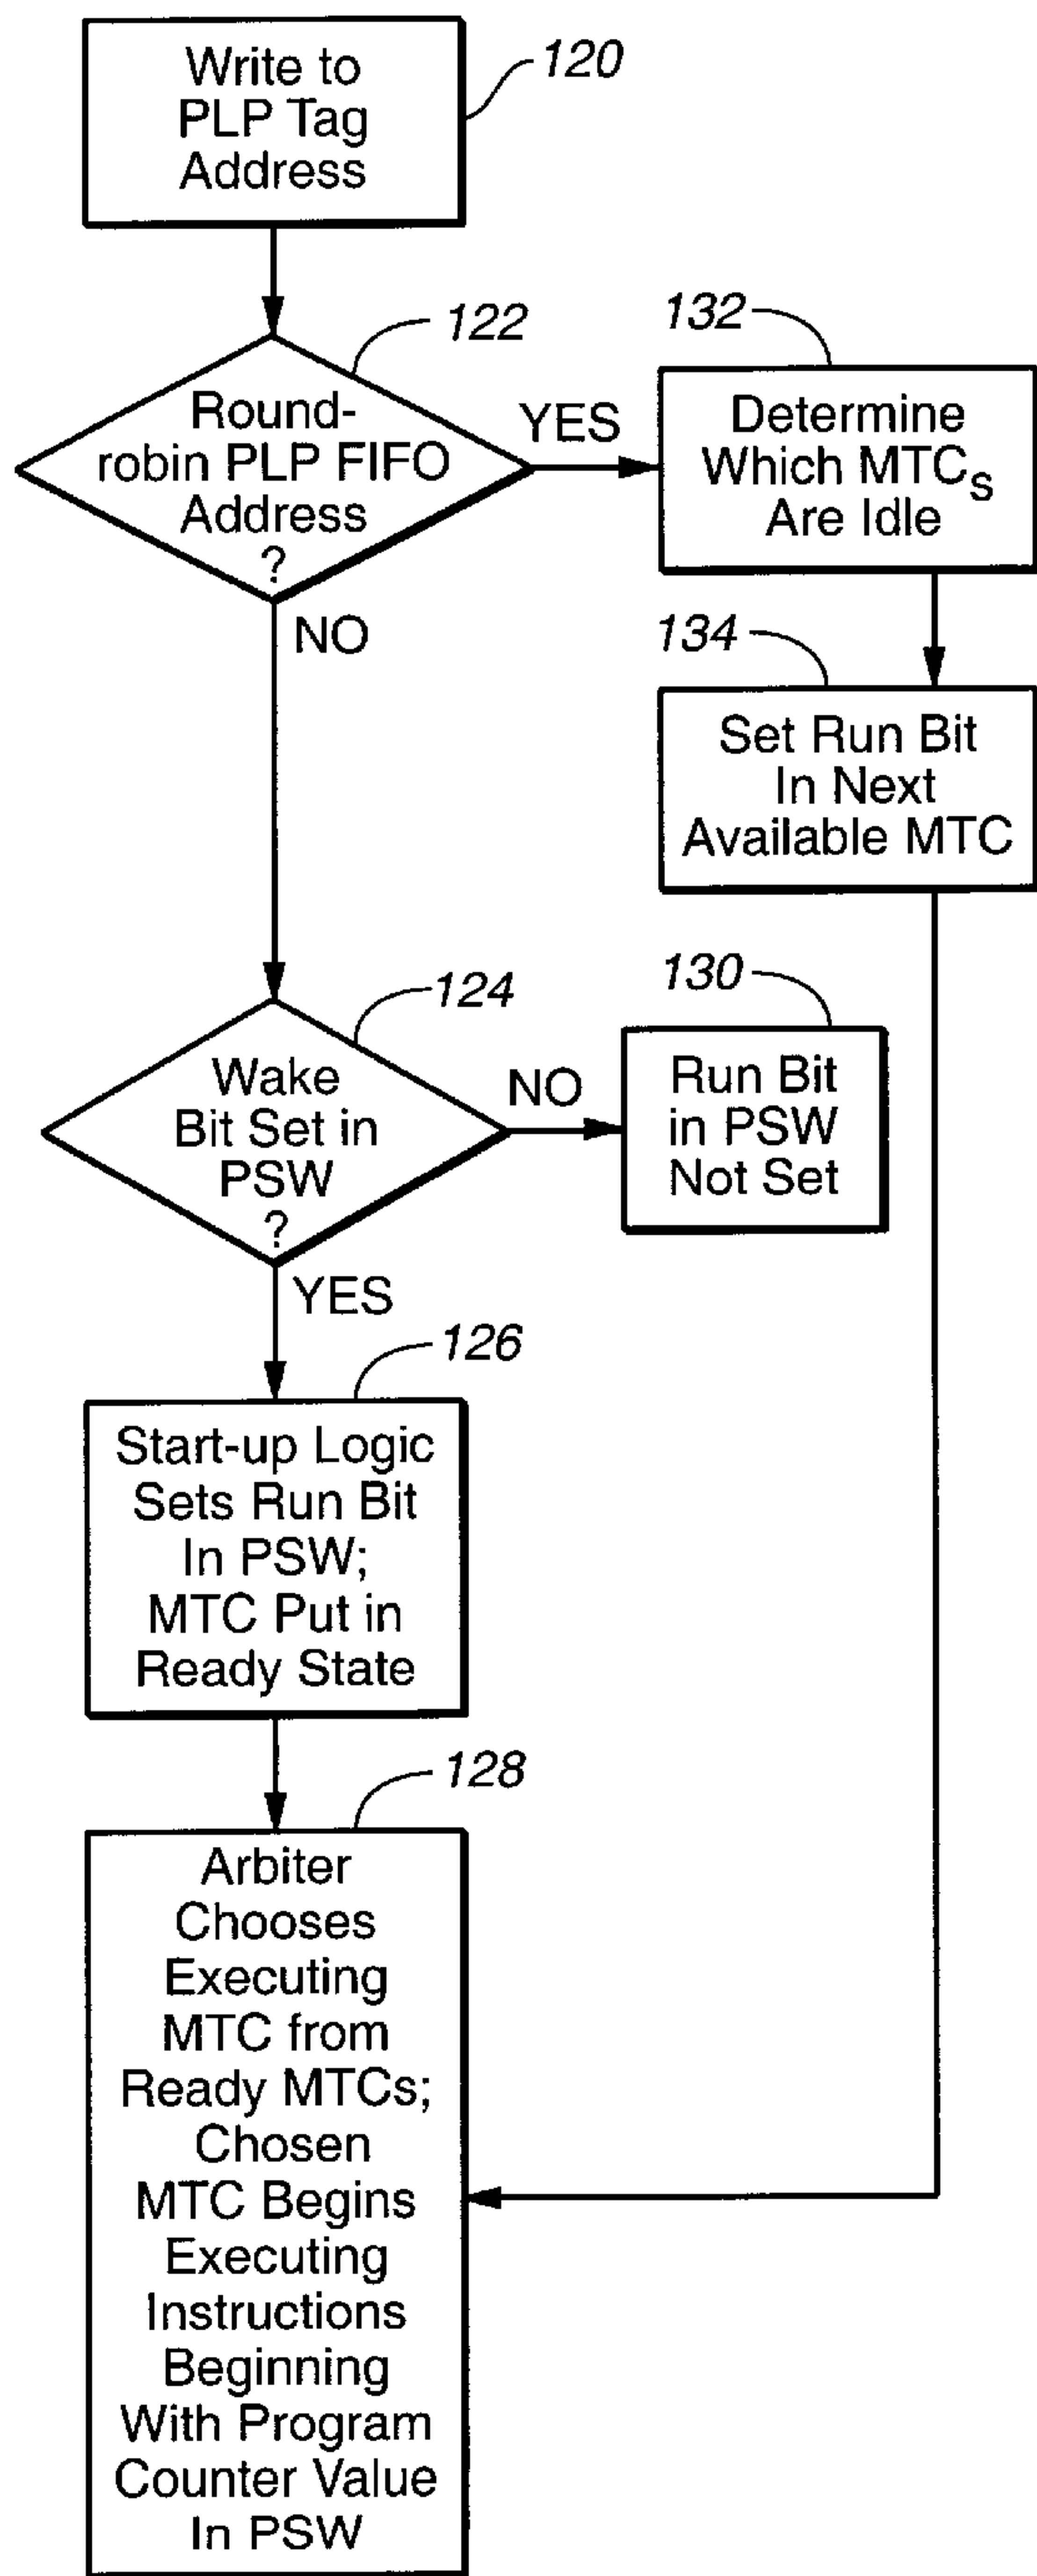 Write to
PLP Tag
Address
120
122
Round-
robin PLP FIFO
Address
?
YES
NO
132
Determine
Which MTCs
Are Idle
134
Set Run Bit
In Next
Available MTC
124
Wake
Bit Set in
PSW
?
NO
YES
130
Run Bit
in PSW
Not Set
126
Start-up Logic
Sets Run Bit
In PSW;
MTC Put in
Ready State
128
Arbiter
Chooses
Executing
MTC from
Ready MTCs;
Chosen
MTC Begins
Executing
Instructions
Beginning
With Program
Counter Value
In PSW